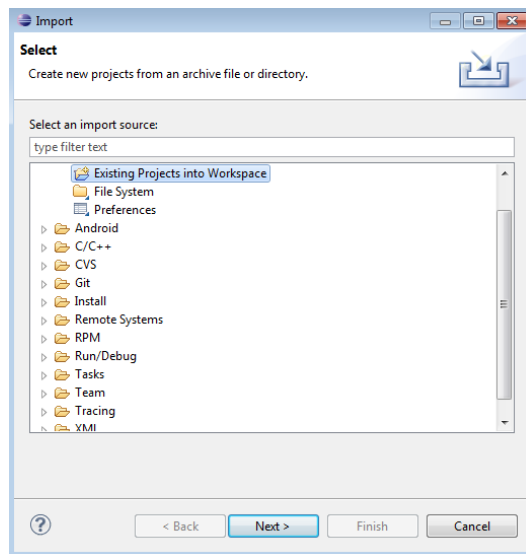 Import
Select
Create new projects from an archive file or directory.
Select an import source:
type filter text
Existing Projects into Workspace
File System
Preferences
Android
C/C++
CVS
Git
Install
Remote Systems
RPM
Run/Debug
Tasks
Team
Tracing
XML
?
< Back
Next >
Finish
Cancel